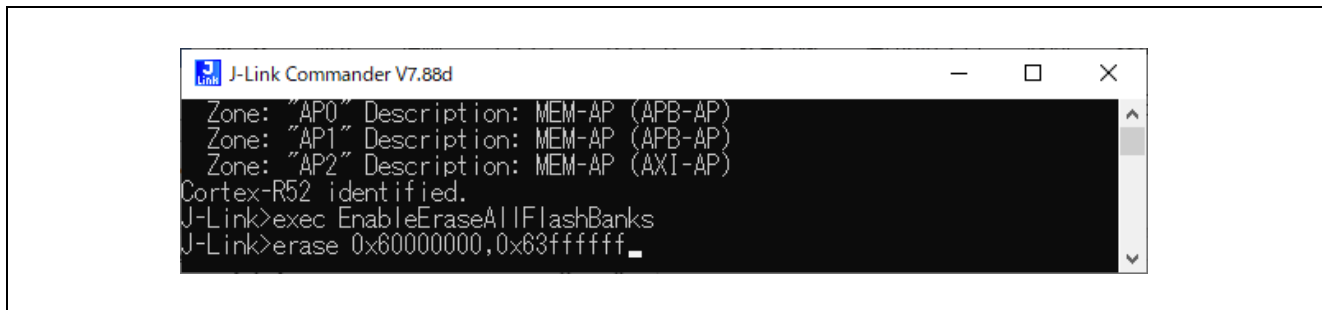 J-Link Commander V7.88d
Zone: "AP0" Description: MEM-AP (APB-AP)
Zone: "AP1" Description: MEM-AP (APB-AP)
Zone: "AP2" Description: MEM-AP (AXI-AP)
Cortex-R52 identified.
J-Link>exec EnableEraseAllFlashBanks
J-Link>erase 0x60000000,0x63ffffff